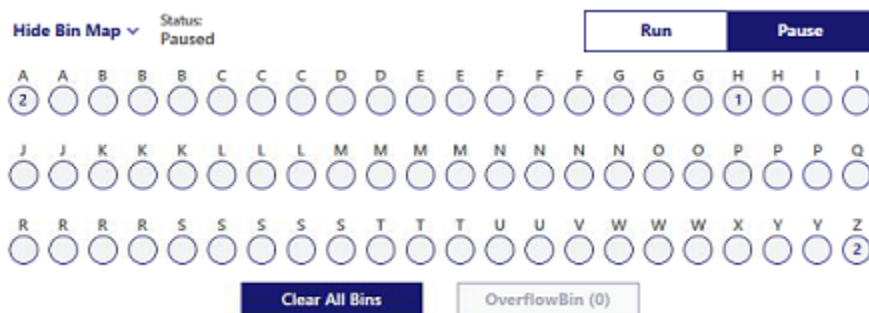 Hide Bin Map Status: Paused Run Pause
A A B B B C C C D D E E F F F G G G H H I I
2 1
J J K K K L L L M M M M N N N N O O P P P Q
R R R R S S S S S T T T U U V W W W X Y Y Z
2
Clear All Bins OverflowBin (0)